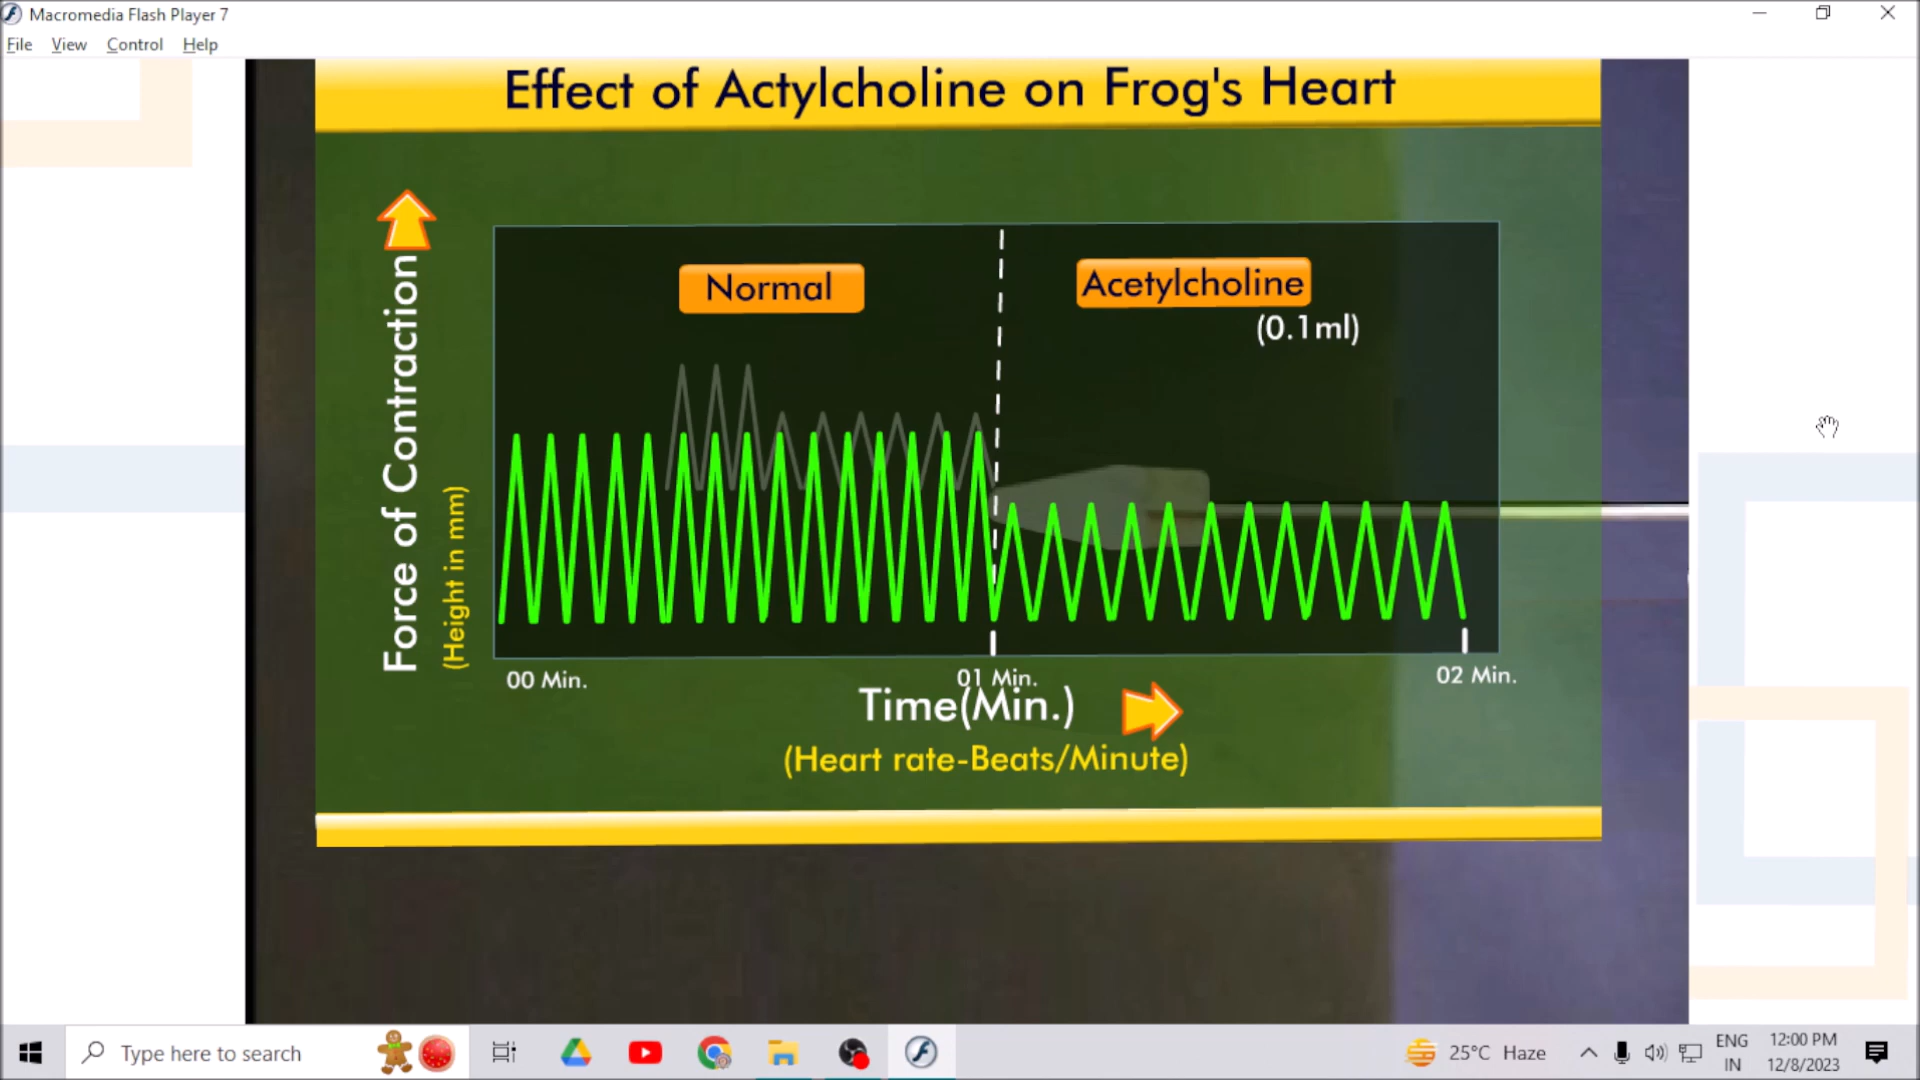 Macromedia Flash Player 7
File View Control Help
Effect of Actylcholine on Frog's Heart
Normal
Acetylcholine
(0.1ml)
Force of Contraction
(Height in mm)
00 Min.
01 Min.
02 Min.
Time(Min.)
(Heart rate-Beats/Minute)
Type here to search
25°C Haze
ENG
IN
12:00 PM
12/8/2023